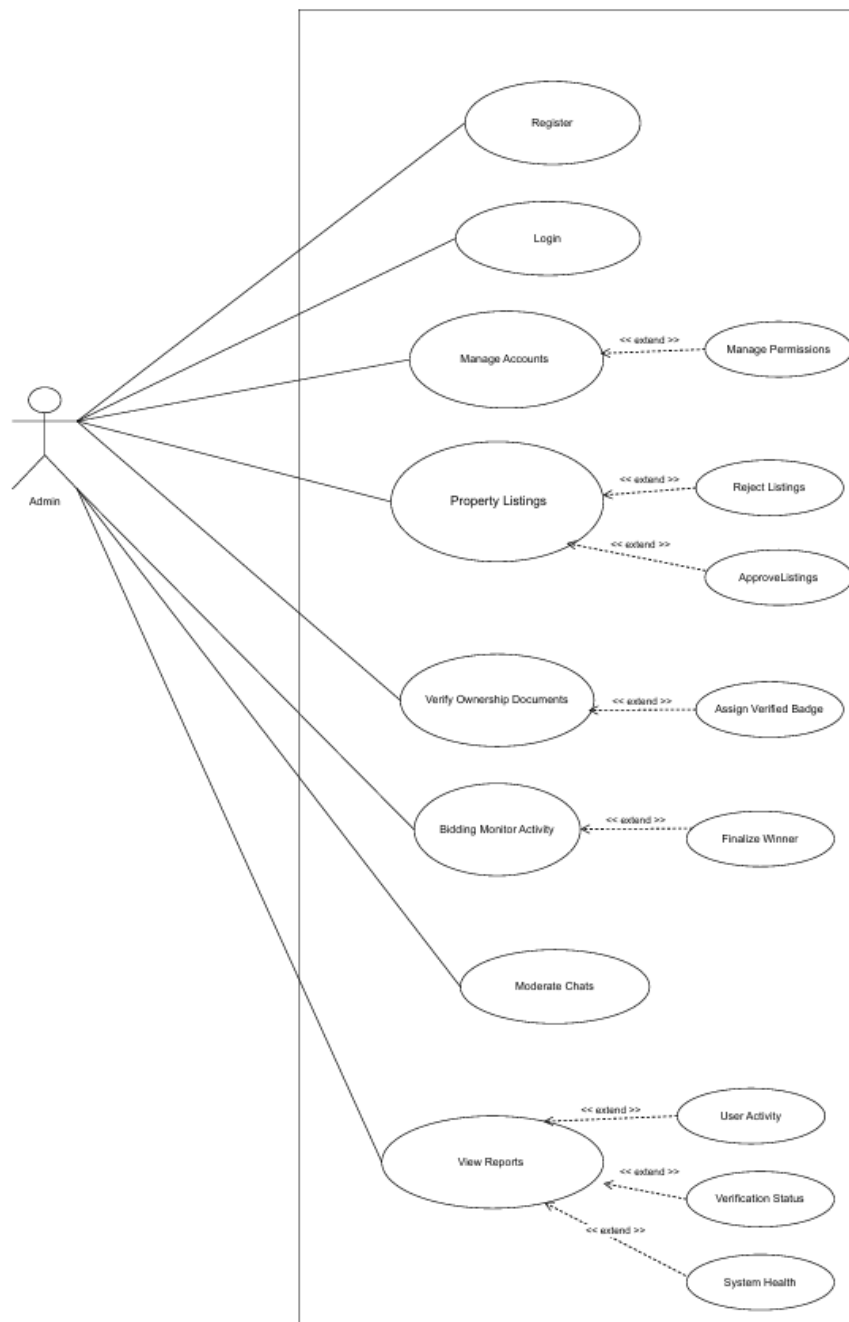 Register
Login
Manage Accounts
<< extend >>
Manage Permissions
Admin
Property Listings
<< extend >>
Reject Listings
<< extend >>
ApproveListings
Verify Ownership Documents
<< extend >>
Assign Verified Badge
Bidding Monitor Activity
<< extend >>
Finalize Winner
Moderate Chats
View Reports
<< extend >>
User Activity
<< extend >>
Verification Status
<< extend >>
System Health